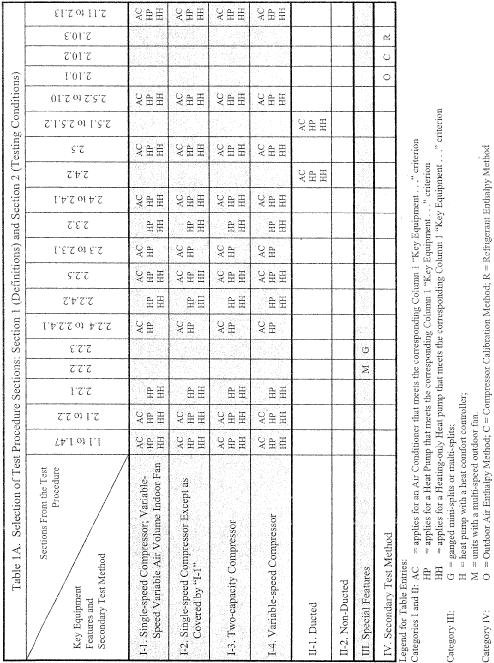 Table 1A. Selection of Test Procedure Sections: Section 1 (Definitions) and Section 2 (Testing Conditions)
Sections From the Test
Procedure
Key Equipment
Features and
Secondary Test Method
1.1 to 1.47
2.1 to 2.2
2.2.1
2.2.2
2.2.3
2.2.4 to 2.2.4.1
2.2.4.2
2.2.5
2.3 to 2.3.1
2.3.2
2.4 to 2.4.1
2.4.2
2.5
2.5.1 to 2.5.1.2
2.5.2 to 2.10
2.10.1
2.10.2
2.10.3
2.11 to 2.13
I-1. Single-speed Compressor; Variable-
Speed Variable Air Volume Indoor Fan
AC AC AC AC AC AC AC AC AC
HP HP HP HP HP HP HP HP HP HP HP HP
HH HH HH HH HH HH HH HH HH HH
I-2. Single-speed Compressor Except as
Covered by "I-1"
AC AC AC AC AC AC AC AC AC
HP HP HP HP HP HP HP HP HP HP HP HP
HH HH HH HH HH HH HH HH HH HH
I-3. Two-capacity Compressor
AC AC AC AC AC AC AC AC AC
HP HP HP HP HP HP HP HP HP HP HP HP
HH HH HH HH HH HH HH HH HH HH
I-4. Variable-speed Compressor
AC AC AC AC AC AC AC AC AC
HP HP HP HP HP HP HP HP HP HP HP HP
HH HH HH HH HH HH HH HH HH HH
II-1. Ducted
AC AC
HP HP
HH HH
II-2. Non-Ducted
III. Special Features M G
IV. Secondary Test Method O C R
Legend for Table Entries:
Categories I and II: AC = applies for an Air Conditioner that meets the corresponding Column 1 "Key Equipment . . ." criterion
HP = applies for a Heat Pump that meets the corresponding Column 1 "Key Equipment . . ." criterion
HH = applies for a Heating-only Heat pump that meets the corresponding Column 1 "Key Equipment . . ." criterion
Category III: G = ganged mini-splits or multi-splits;
H = heat pump with a heat comfort controller;
M = units with a multi-speed outdoor fan.
Category IV: O = Outdoor Air Enthalpy Method; C = Compressor Calibration Method; R = Refrigerant Enthalpy Method